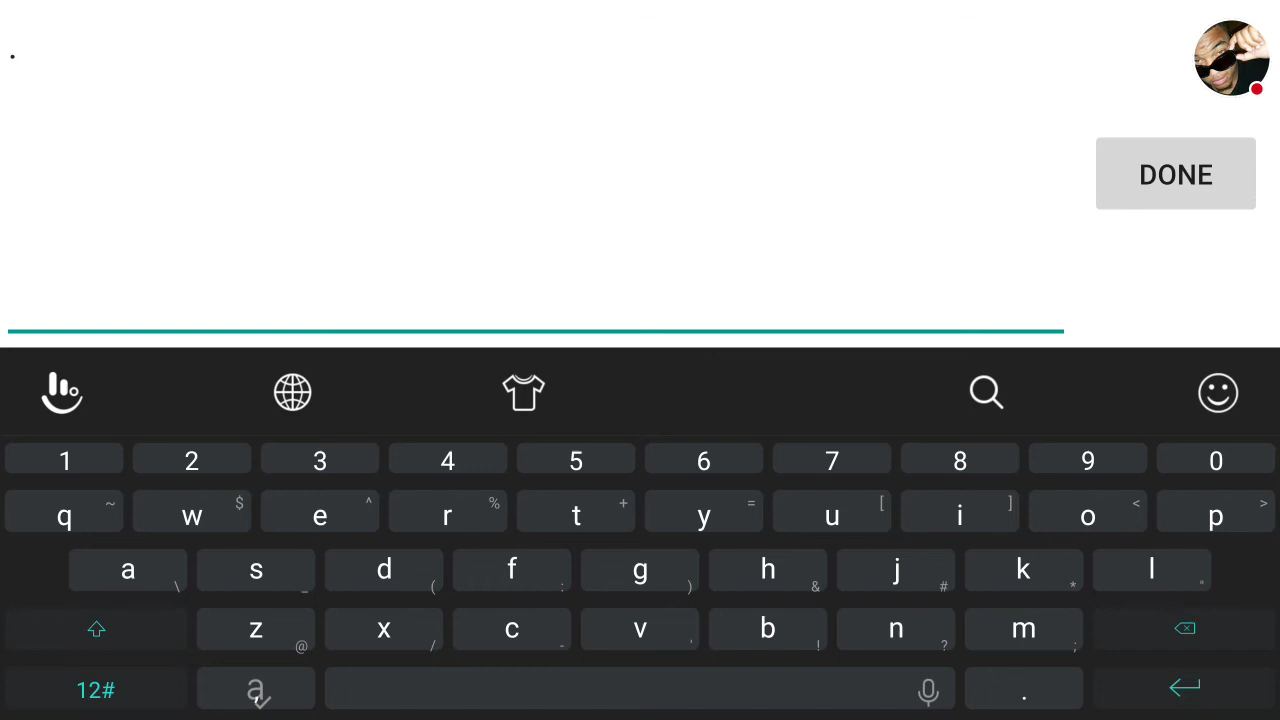 .
DONE
1 2 3 4 5 6 7 8 9 0
q ~ w $ e ^ r % t + y = u [ i ] o < p >
a \ s _ d ( f : g ) h & j # k * l "
z @ x / c - v ' b ! n ? m ;
12# a , .